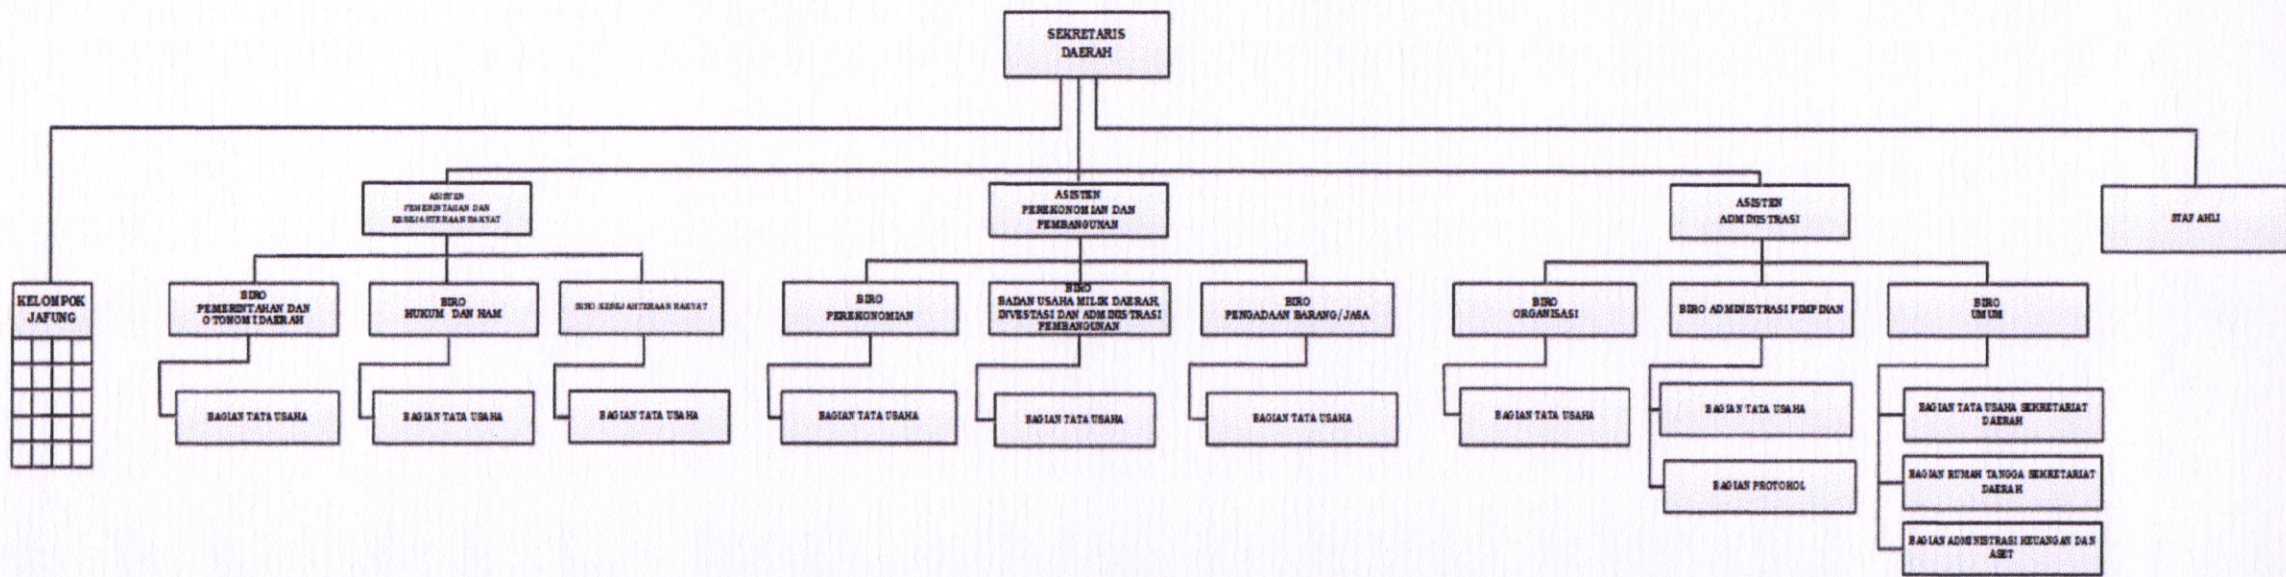 SEKRETARIS
DAERAH
ASISTEN
PEMERINTAHAN DAN
KESEJAHTERAAN RAKYAT
ASISTEN
PEREKONOMIAN DAN
PEMBANGUNAN
ASISTEN
ADMINISTRASI
STAF AHLI
KELOMPOK
JAFUNG
BIRO
PEMERINTAHAN DAN
OTONOMI DAERAH
BIRO
HUKUM DAN HAM
BIRO KESEJAHTERAAN RAKYAT
BIRO
PEREKONOMIAN
BIRO
BADAN USAHA MILIK DAERAH,
INVESTASI DAN ADMINISTRASI
PEMBANGUNAN
BIRO
PENGADAAN BARANG/JASA
BIRO
ORGANISASI
BIRO ADMINISTRASI PIMPINAN
BIRO
UMUM
BAGIAN TATA USAHA
BAGIAN TATA USAHA
BAGIAN TATA USAHA
BAGIAN TATA USAHA
BAGIAN TATA USAHA
BAGIAN TATA USAHA
BAGIAN TATA USAHA
BAGIAN TATA USAHA
BAGIAN PROTOKOL
BAGIAN TATA USAHA SEKRETARIAT
DAERAH
BAGIAN RUMAH TANGGA SEKRETARIAT
DAERAH
BAGIAN ADMINISTRASI KEUANGAN DAN
ASET